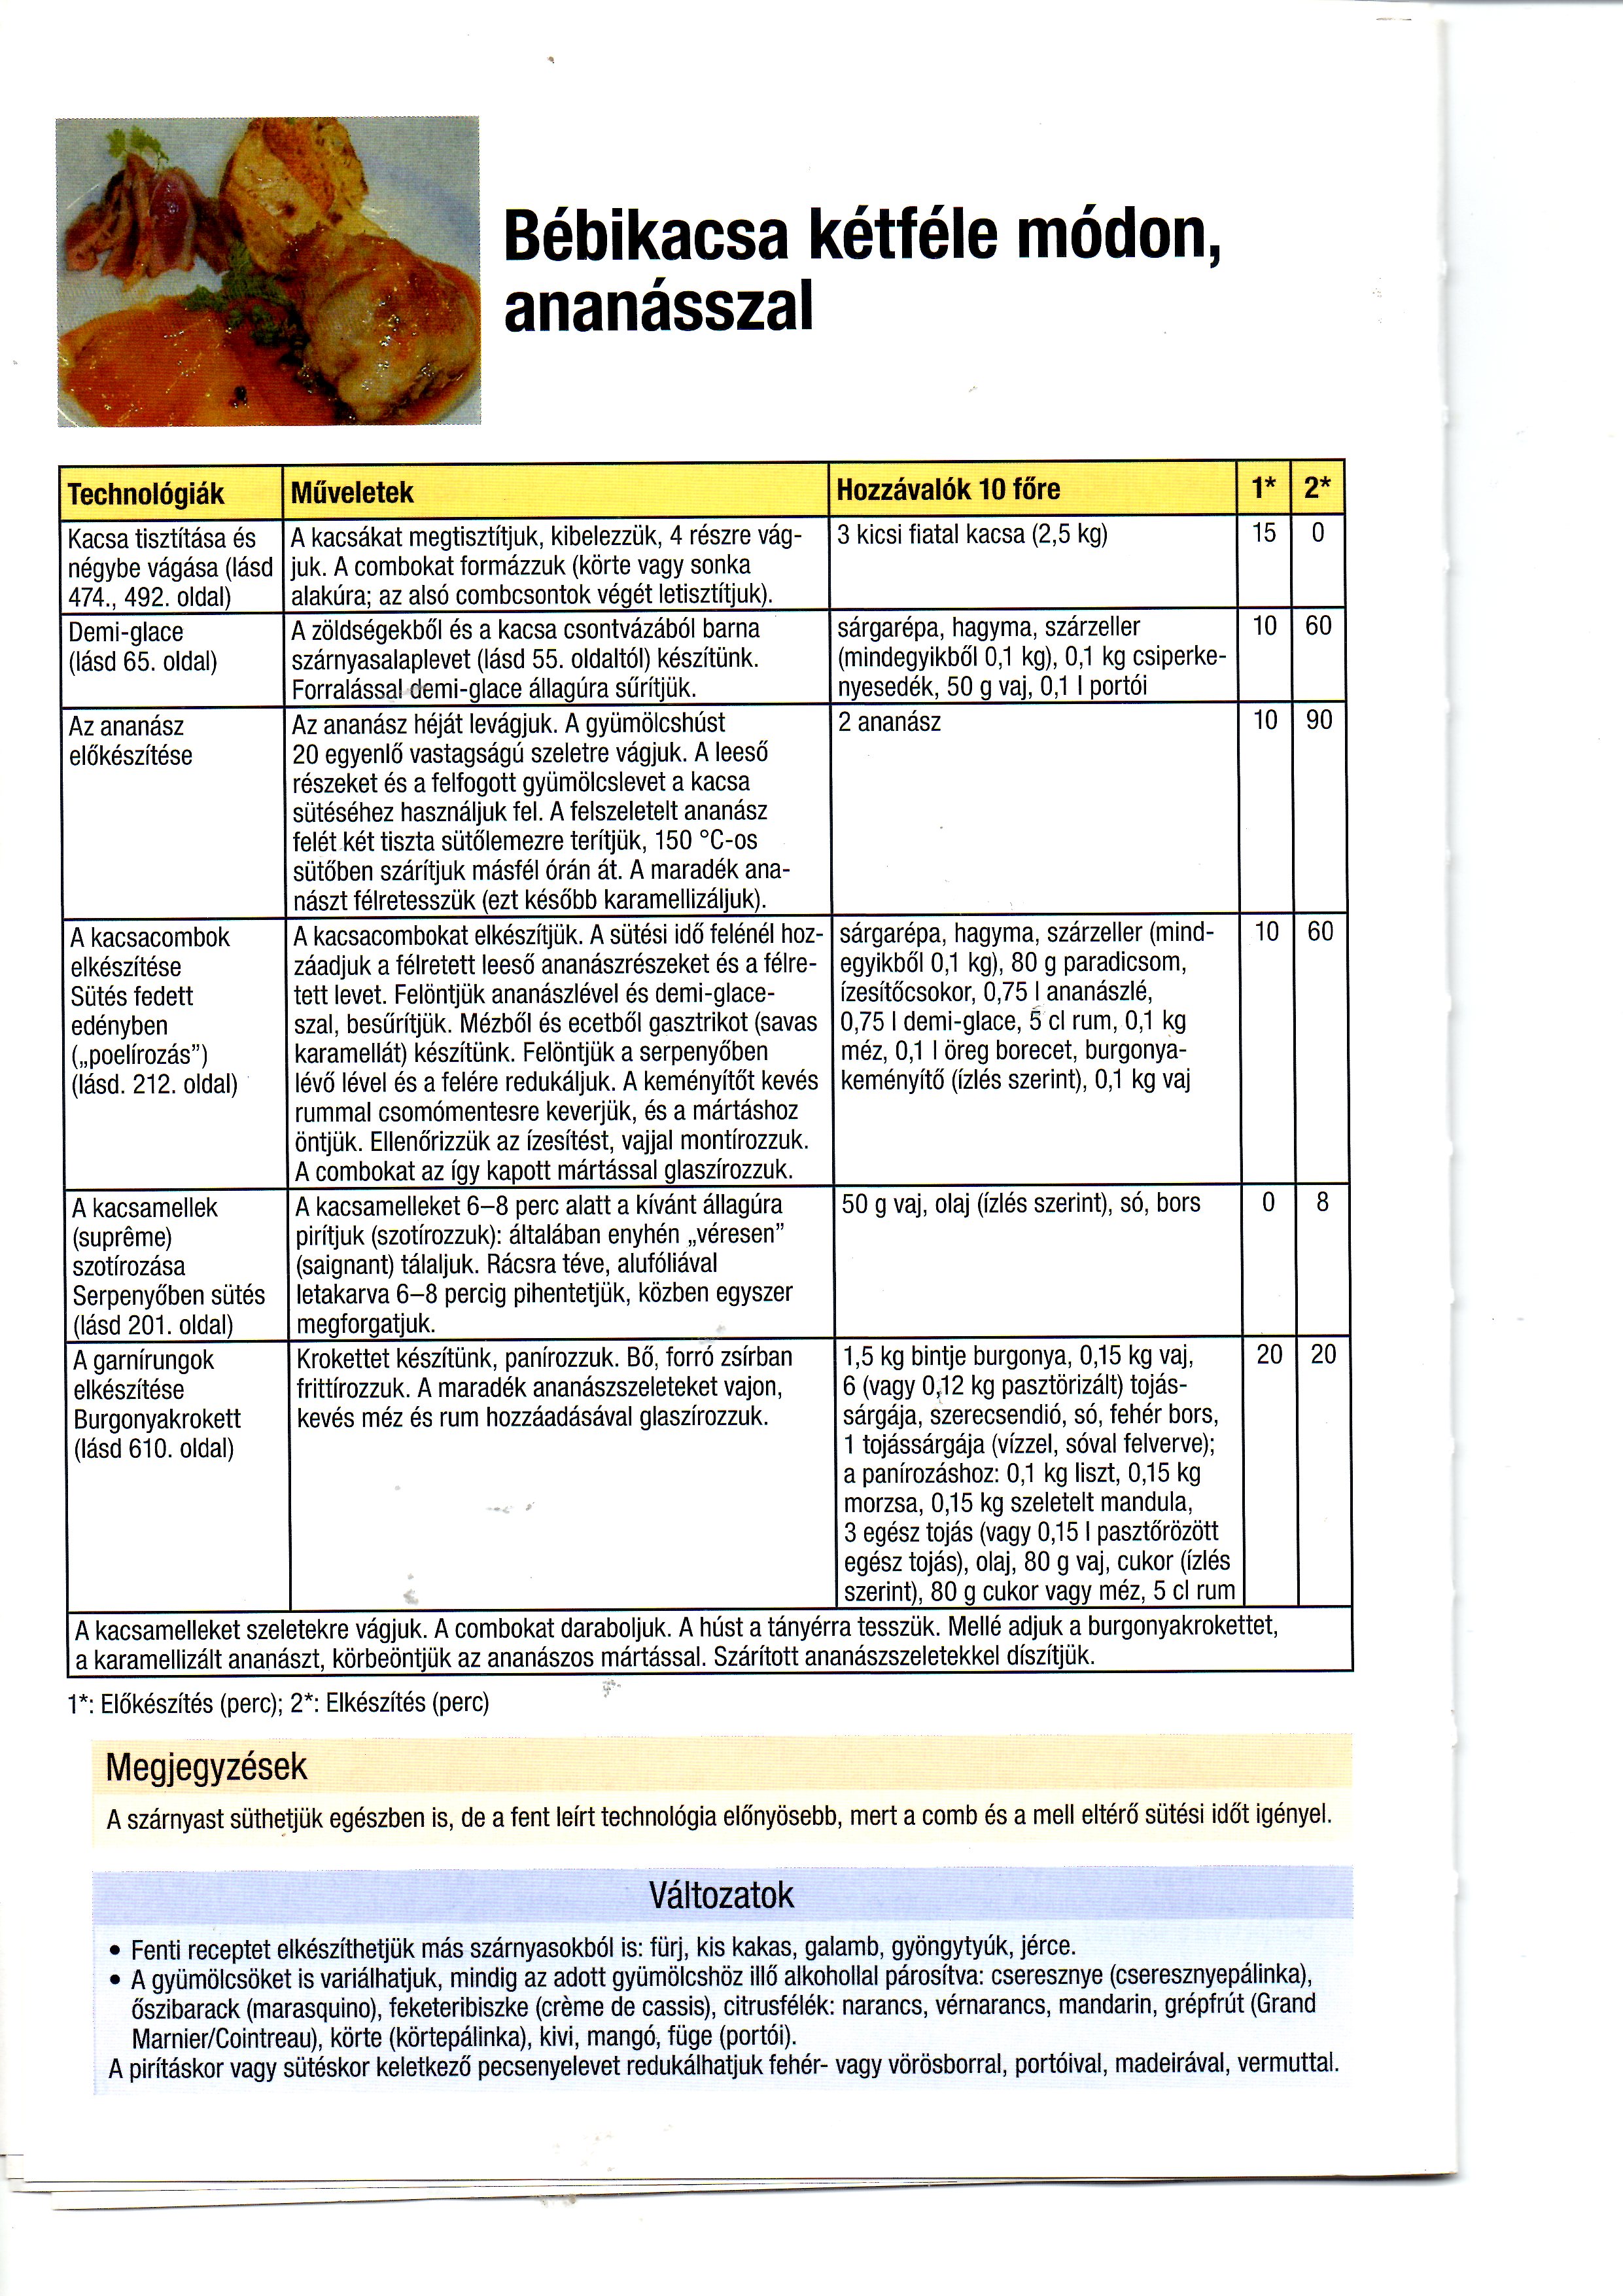 Bébikacsa kétféle módon,
ananásszal
Technológiák
Műveletek
Hozzávalók 10 főre
1*
2*
Kacsa tisztítása és
négybe vágása (lásd
474., 492. oldal)
A kacsákat megtisztítjuk, kibelezzük, 4 részre vág-
juk. A combokat formázzuk (körte vagy sonka
alakúra; az alsó combcsontok végét letisztítjuk).
3 kicsi fiatal kacsa (2,5 kg)
15
0
Demi-glace
(lásd 65. oldal)
A zöldségekből és a kacsa csontvázából barna
szárnyasalaplevet (lásd 55. oldaltól) készítünk.
Forralással demi-glace állagúra sűrítjük.
sárgarépa, hagyma, szárzeller
(mindegyikből 0,1 kg), 0,1 kg csiperke-
nyesedék, 50 g vaj, 0,1 l portói
10
60
Az ananász
előkészítése
Az ananász héját levágjuk. A gyümölcshúst
20 egyenlő vastagságú szeletre vágjuk. A leeső
részeket és a felfogott gyümölcslevet a kacsa
sütéséhez használjuk fel. A felszeletelt ananász
felét két tiszta sütőlemezre terítjük, 150 °C-os
sütőben szárítjuk másfél órán át. A maradék ana-
nászt félretesszük (ezt később karamellizáljuk).
2 ananász
10
90
A kacsacombok
elkészítése
Sütés fedett
edényben
(„poelírozás”)
(lásd. 212. oldal)
A kacsacombokat elkészítjük. A sütési idő felénél hoz-
záadjuk a félretett leeső ananászrészeket és a félre-
tett levet. Felöntjük ananászlével és demi-glace-
szal, besűrítjük. Mézből és ecetből gasztrikot (savas
karamellát) készítünk. Felöntjük a serpenyőben
lévő lével és a felére redukáljuk. A keményítőt kevés
rummal csomómentesre keverjük, és a mártáshoz
öntjük. Ellenőrizzük az ízesítést, vajjal montírozzuk.
A combokat az így kapott mártással glaszírozzuk.
sárgarépa, hagyma, szárzeller (mind-
egyikből 0,1 kg), 80 g paradicsom,
ízesítőcsokor, 0,75 l ananászlé,
0,75 l demi-glace, 5 cl rum, 0,1 kg
méz, 0,1 l öreg borecet, burgonya-
keményítő (ízlés szerint), 0,1 kg vaj
10
60
A kacsamellek
(suprême)
szotírozása
Serpenyőben sütés
(lásd 201. oldal)
A kacsamelleket 6–8 perc alatt a kívánt állagúra
pirítjuk (szotírozzuk): általában enyhén „véresen”
(saignant) tálaljuk. Rácsra téve, alufóliával
letakarva 6–8 percig pihentetjük, közben egyszer
megforgatjuk.
50 g vaj, olaj (ízlés szerint), só, bors
0
8
A garnírungok
elkészítése
Burgonyakrokett
(lásd 610. oldal)
Krokettet készítünk, panírozzuk. Bő, forró zsírban
frittírozzuk. A maradék ananászszeleteket vajon,
kevés méz és rum hozzáadásával glaszírozzuk.
1,5 kg bintje burgonya, 0,15 kg vaj,
6 (vagy 0,12 kg pasztörizált) tojás-
sárgája, szerecsendió, só, fehér bors,
1 tojássárgája (vízzel, sóval felverve);
a panírozáshoz: 0,1 kg liszt, 0,15 kg
morzsa, 0,15 kg szeletelt mandula,
3 egész tojás (vagy 0,15 l pasztőrözött
egész tojás), olaj, 80 g vaj, cukor (ízlés
szerint), 80 g cukor vagy méz, 5 cl rum
20
20
A kacsamelleket szeletekre vágjuk. A combokat daraboljuk. A húst a tányérra tesszük. Mellé adjuk a burgonyakrokettet,
a karamellizált ananászt, körbeöntjük az ananászos mártással. Szárított ananászszeletekkel díszítjük.
1*: Előkészítés (perc); 2*: Elkészítés (perc)
Megjegyzések
A szárnyast süthetjük egészben is, de a fent leírt technológia előnyösebb, mert a comb és a mell eltérő sütési időt igényel.
Változatok
• Fenti receptet elkészíthetjük más szárnyasokból is: fürj, kis kakas, galamb, gyöngytyúk, jérce.
• A gyümölcsöket is variálhatjuk, mindig az adott gyümölcshöz illő alkohollal párosítva: cseresznye (cseresznyepálinka),
őszibarack (marasquino), feketeribiszke (crème de cassis), citrusfélék: narancs, vérnarancs, mandarin, grépfrút (Grand
Marnier/Cointreau), körte (körtepálinka), kivi, mangó, füge (portói).
A pirításkor vagy sütéskor keletkező pecsenyelevet redukálhatjuk fehér- vagy vörösborral, portóival, madeirával, vermuttal.